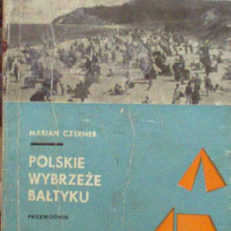 MARIAN CZERNER
POLSKIE
WYBRZEŻE
BAŁTYKU
PRZEWODNIK